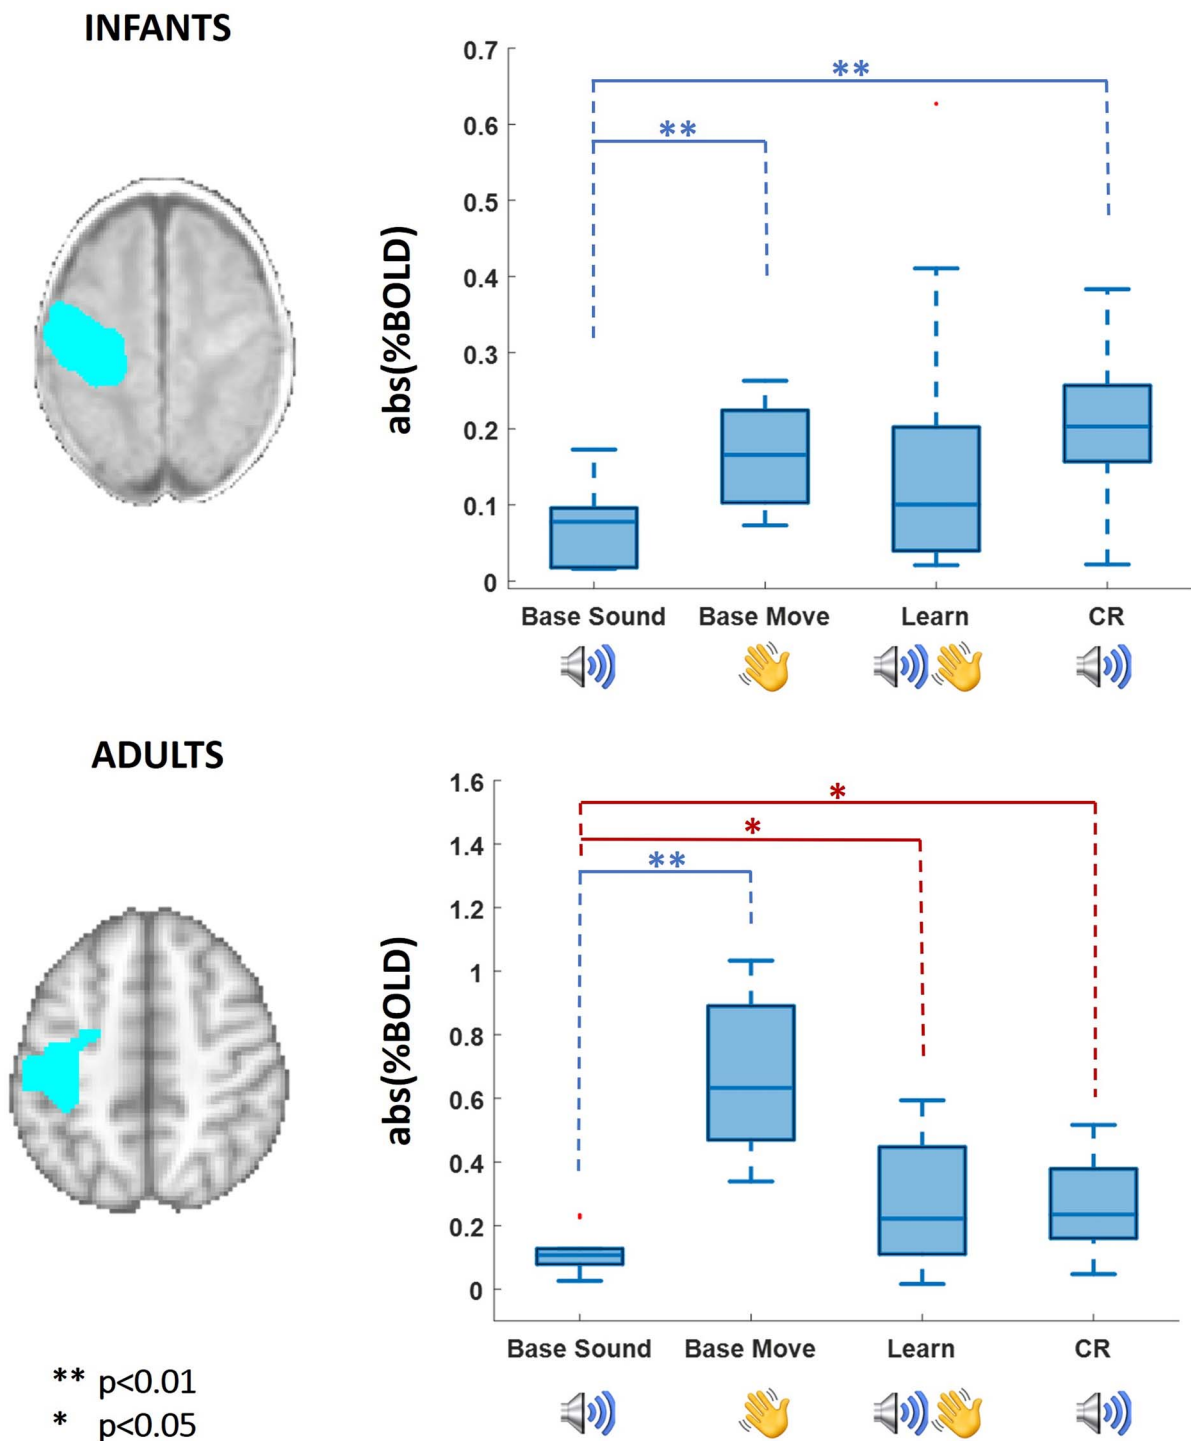 INFANTS
abs(%BOLD)
0.7
0.6
0.5
0.4
0.3
0.2
0.1
0
**
**
Base Sound Base Move Learn CR
ADULTS
abs(%BOLD)
1.6
1.4
1.2
1
0.8
0.6
0.4
0.2
0
*
*
**
Base Sound Base Move Learn CR
** p<0.01
* p<0.05